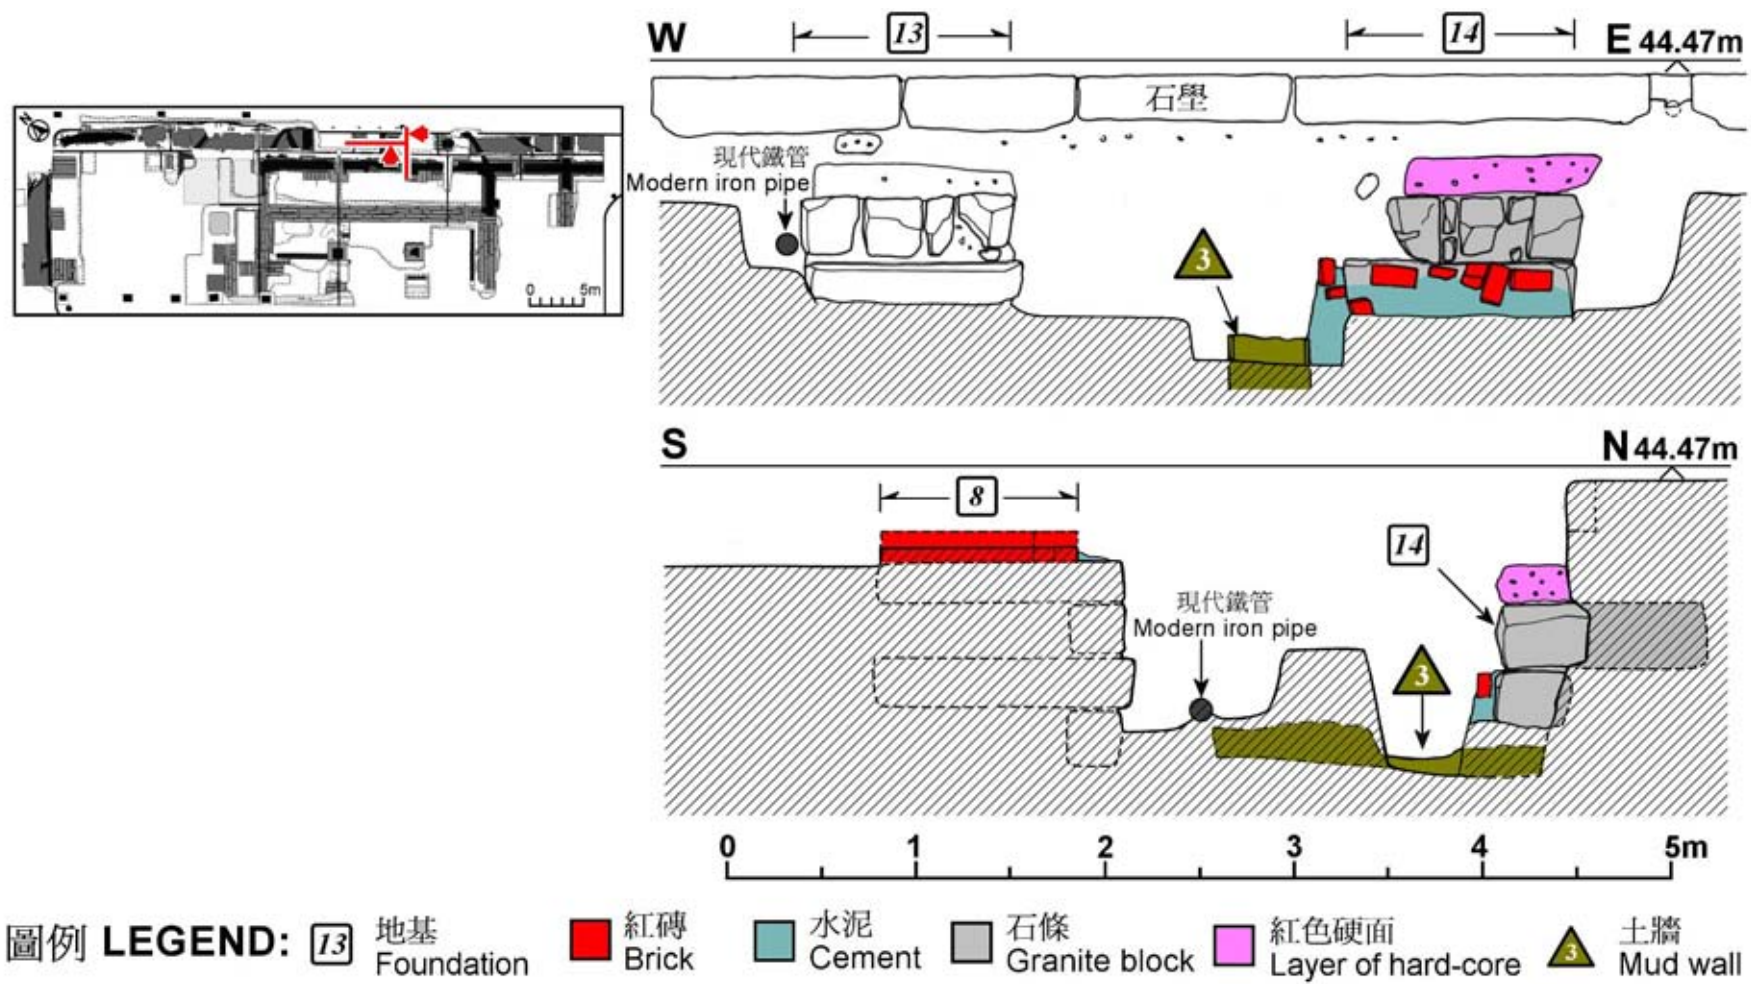 W
13
14
E 44.47m
石壆
現代鐵管
Modern iron pipe
3
N
0 5m
S
N 44.47m
8
14
現代鐵管
Modern iron pipe
3
0 1 2 3 4 5m
圖例 LEGEND:
13
地基
Foundation
紅磚
Brick
水泥
Cement
石條
Granite block
紅色硬面
Layer of hard-core
3
土牆
Mud wall